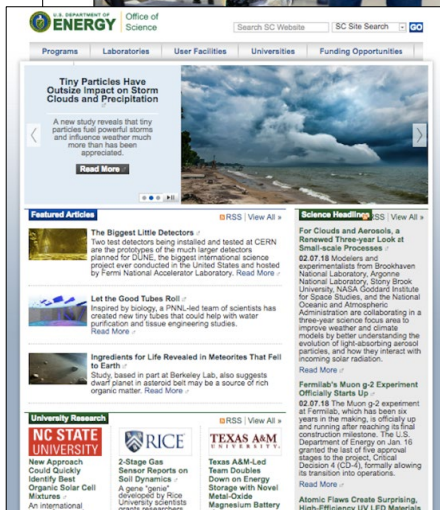 U.S. DEPARTMENT OF
ENERGY
Office of
Science
Search SC Website
SC Site Search
GO
Programs
Laboratories
User Facilities
Universities
Funding Opportunities
Tiny Particles Have
Outsize Impact on Storm
Clouds and Precipitation
A new study reveals that tiny
particles fuel powerful storms
and influence weather much
more than has been
appreciated.
Read More
Featured Articles
RSS | View All »
The Biggest Little Detectors
Two test detectors being installed and tested at CERN
are the prototypes of the much larger detectors
planned for DUNE, the biggest international science
project ever conducted in the United States and hosted
by Fermi National Accelerator Laboratory. Read More
Let the Good Tubes Roll
Inspired by biology, a PNNL-led team of scientists has
created new tubes that could help with water
purification and tissue engineering studies.
Read More
Ingredients for Life Revealed in Meteorites That Fell
to Earth
Study, based in part at Berkeley Lab, also suggests
dwarf planet in asteroid belt may be a source of rich
organic matter. Read More
University Research
RSS | View All »
NC STATE
UNIVERSITY
New Approach
Could Quickly
Identify Best
Organic Solar Cell
Mixtures
An international
RICE
2-Stage Gas
Sensor Reports on
Soil Dynamics
A gene "genie"
developed by Rice
University scientists
grants researchers
TEXAS A&M
UNIVERSITY
Texas A&M-Led
Team Doubles
Down on Energy
Storage with Novel
Metal-Oxide
Magnesium Battery
Science Headlines
RSS | View All »
For Clouds and Aerosols, a
Renewed Three-year Look at
Small-scale Processes
02.07.18 Modelers and
experimentalists from Brookhaven
National Laboratory, Argonne
National Laboratory, Stony Brook
University, NASA Goddard Institute
for Space Studies, and the National
Oceanic and Atmospheric
Administration are collaborating in a
three-year science focus area to
improve weather and climate
models by better understanding the
evolution of light-absorbing aerosol
particles, and how they interact with
incoming solar radiation.
Read More
Fermilab's Muon g-2 Experiment
Officially Starts Up
02.07.18 The Muon g-2 experiment
at Fermilab, which has been six
years in the making, is officially up
and running after reaching its final
construction milestone. The U.S.
Department of Energy on Jan. 16
granted the last of five approval
stages to the project, Critical
Decision 4 (CD-4), formally allowing
its transition into operations.
Read More
Atomic Flaws Create Surprising,
High-Efficiency UV LED Materials